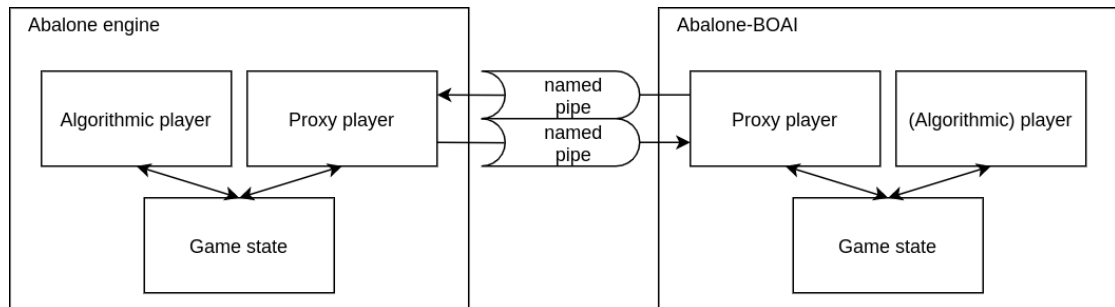 Abalone engine
Abalone-BOAI
Algorithmic player
Proxy player
named
pipe
named
pipe
Proxy player
(Algorithmic) player
Game state
Game state